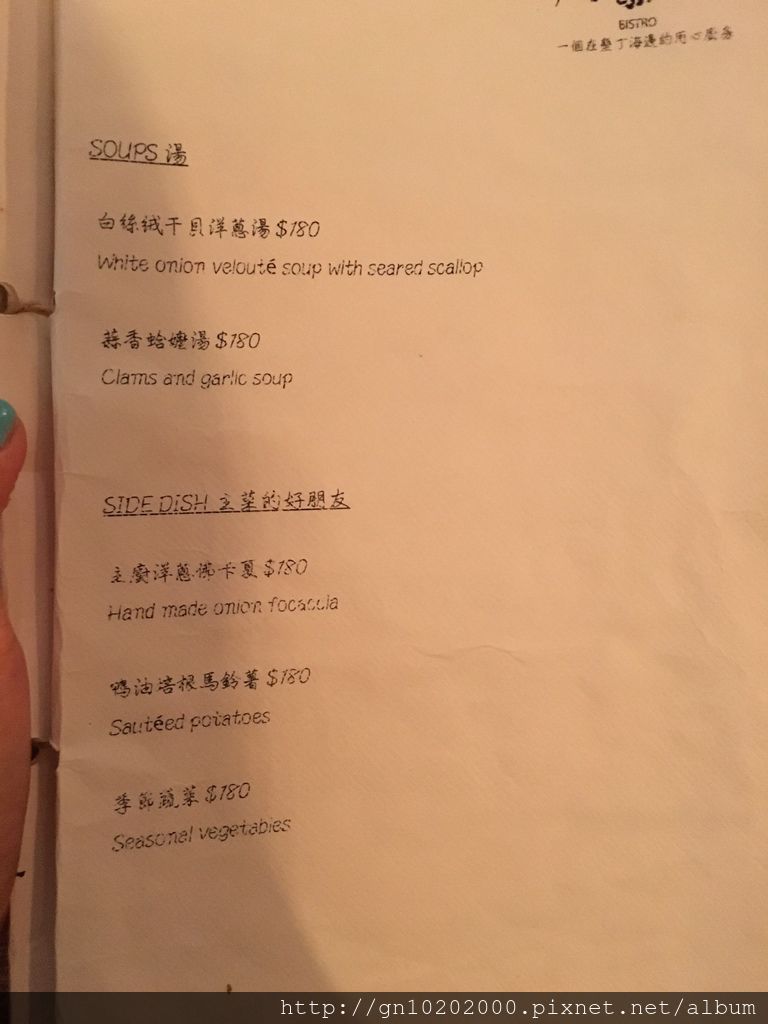 BISTRO
一個在墾丁海邊的用心廚房
SOUPS 湯
白絲絨干貝洋蔥湯 $180
White onion velouté soup with seared scallop
蒜香蛤蠣湯 $180
Clams and garlic soup
SIDE DISH 主菜的好朋友
主廚洋蔥佛卡夏 $180
Hand made onion focaccia
鴨油培根馬鈴薯 $180
Sautéed potatoes
季節蔬菜 $180
Seasonal vegetables
http://gn10202000.pixnet.net/album